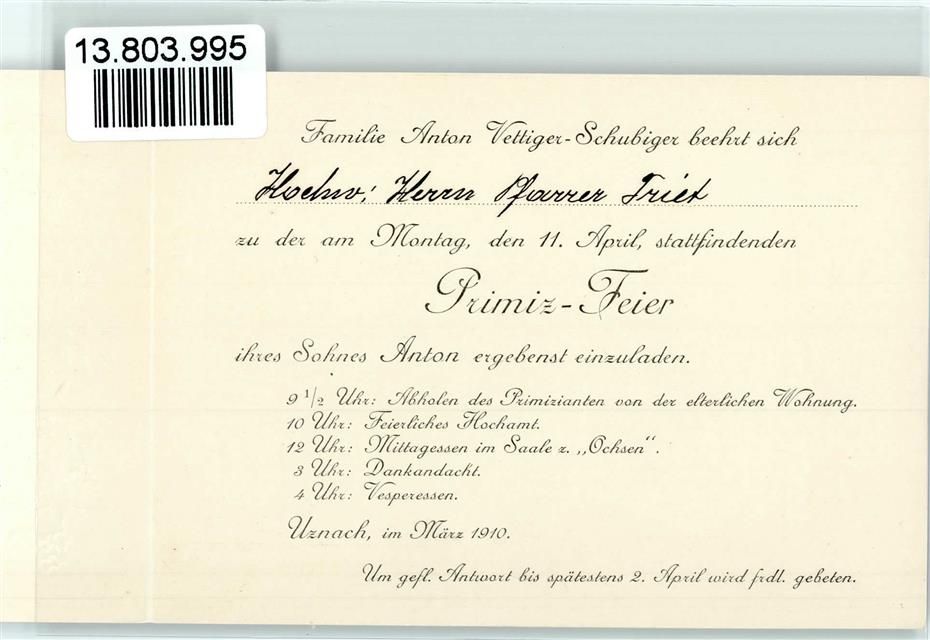 13.803.995
Familie Anton Vettiger-Schubiger beehrt sich
Hochw: Herrn Pfarrer Triet
zu der am Montag, den 11. April, stattfindenden
Primiz-Feier
ihres Sohnes Anton ergebenst einzuladen.
9 1/2 Uhr: Abholen des Primizianten von der elterlichen Wohnung.
10 Uhr: Feierliches Hochamt.
12 Uhr: Mittagessen im Saale z. „Ochsen“.
3 Uhr: Dankandacht.
4 Uhr: Vesperessen.
Uznach, im März 1910.
Um gefl. Antwort bis spätestens 2. April wird frdl. gebeten.